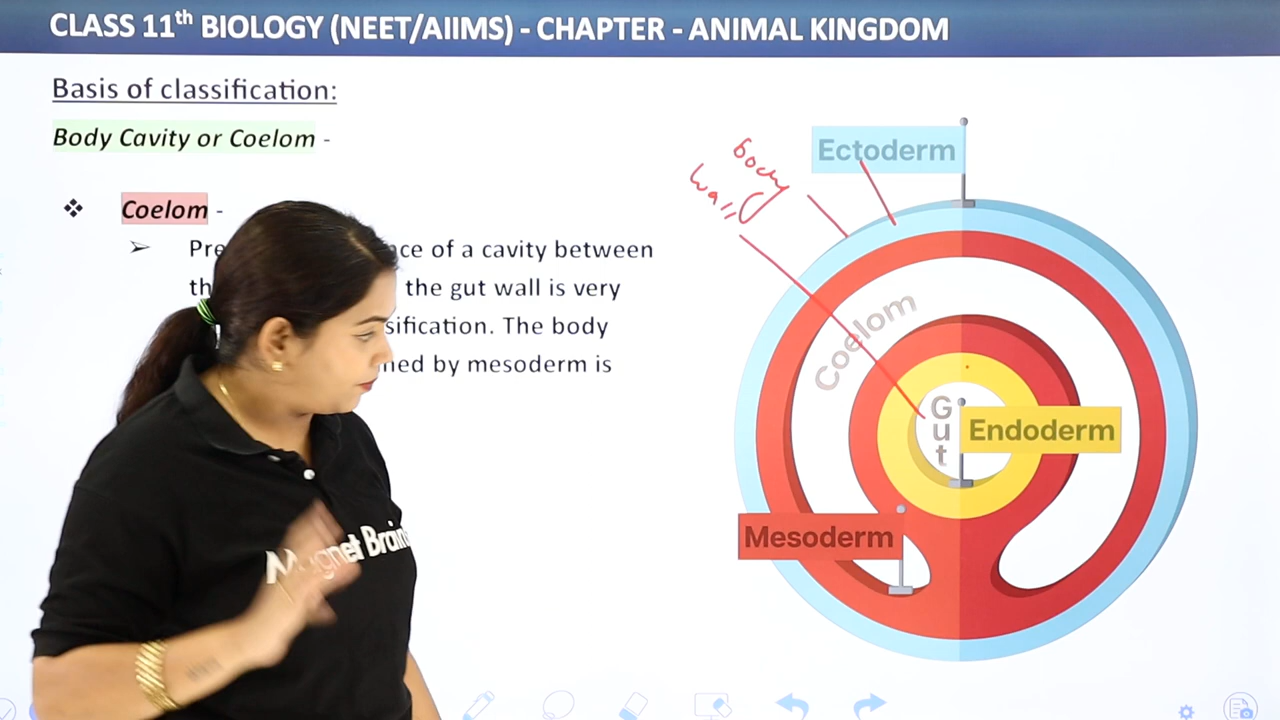 CLASS 11th BIOLOGY (NEET/AIIMS) - CHAPTER - ANIMAL KINGDOM
Basis of classification:
Body Cavity or Coelom -
❖ Coelom -
➢ Pre ce of a cavity between
th the gut wall is very
sification. The body
ned by mesoderm is
body
wall
Ectoderm
Coelom
Gut
Endoderm
Mesoderm
Magnet Brains